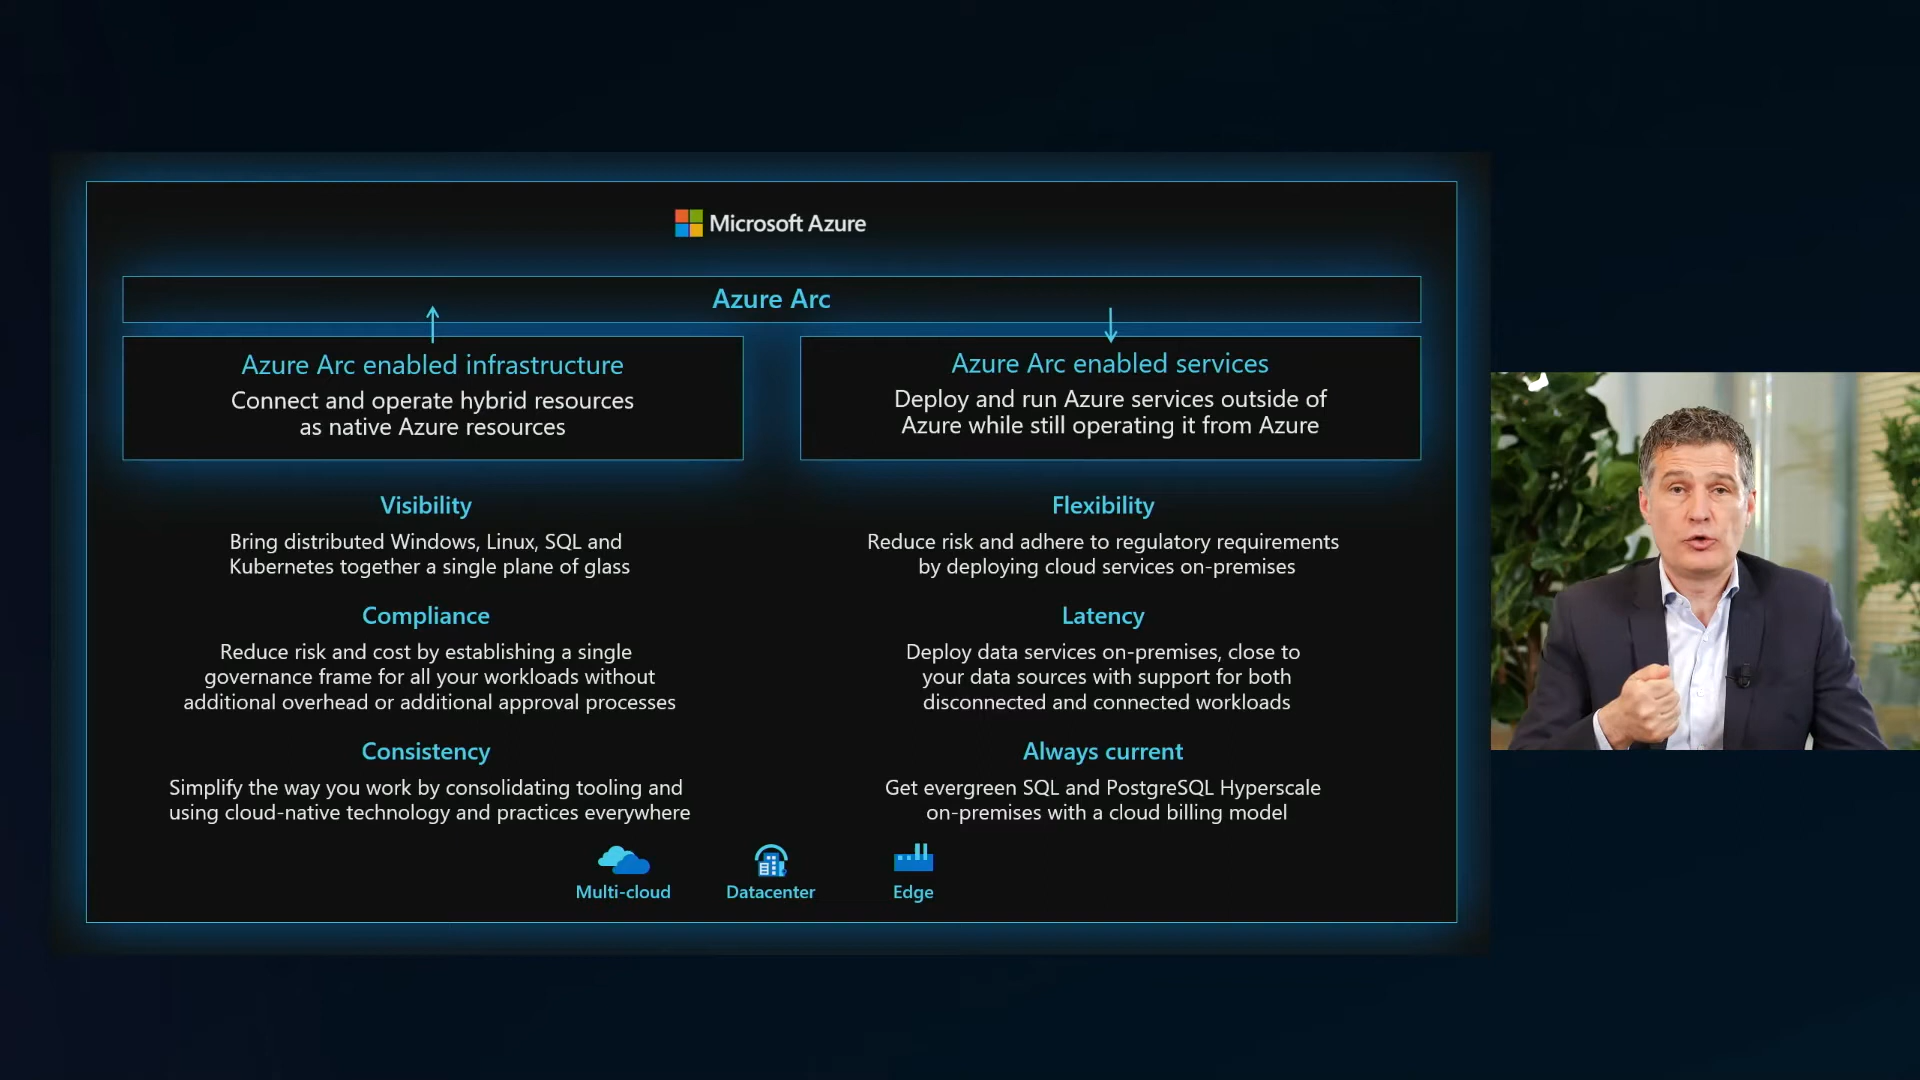 Microsoft Azure
Azure Arc
Azure Arc enabled infrastructure
Connect and operate hybrid resources
as native Azure resources
Azure Arc enabled services
Deploy and run Azure services outside of
Azure while still operating it from Azure
Visibility
Bring distributed Windows, Linux, SQL and
Kubernetes together a single plane of glass
Compliance
Reduce risk and cost by establishing a single
governance frame for all your workloads without
additional overhead or additional approval processes
Consistency
Simplify the way you work by consolidating tooling and
using cloud-native technology and practices everywhere
Flexibility
Reduce risk and adhere to regulatory requirements
by deploying cloud services on-premises
Latency
Deploy data services on-premises, close to
your data sources with support for both
disconnected and connected workloads
Always current
Get evergreen SQL and PostgreSQL Hyperscale
on-premises with a cloud billing model
Multi-cloud
Datacenter
Edge